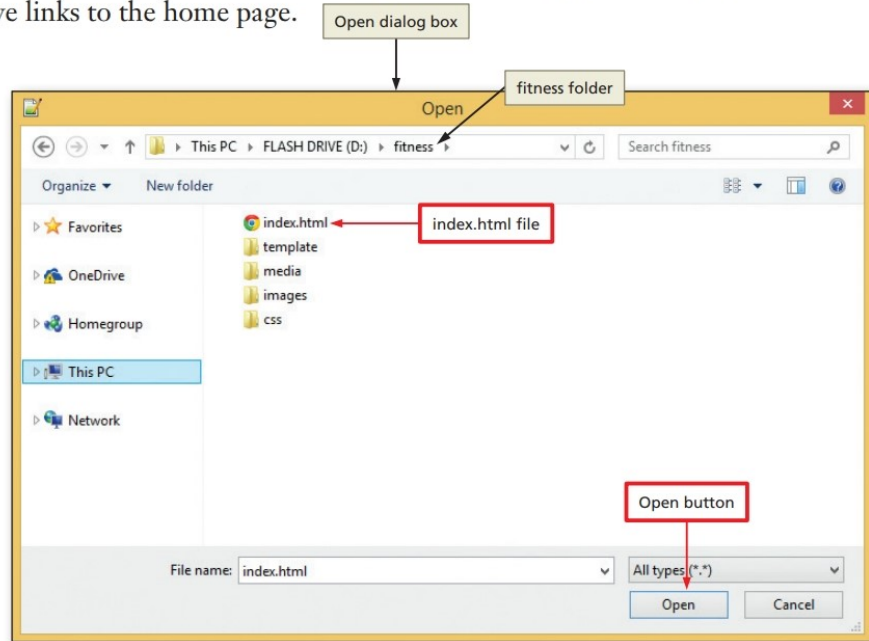 ve links to the home page.
Open dialog box
fitness folder
Open
This PC FLASH DRIVE (D:) fitness
Search fitness
Organize New folder
Favorites
OneDrive
Homegroup
This PC
Network
index.html
index.html file
template
media
images
css
Open button
File name: index.html
All types (*.*)
Open Cancel